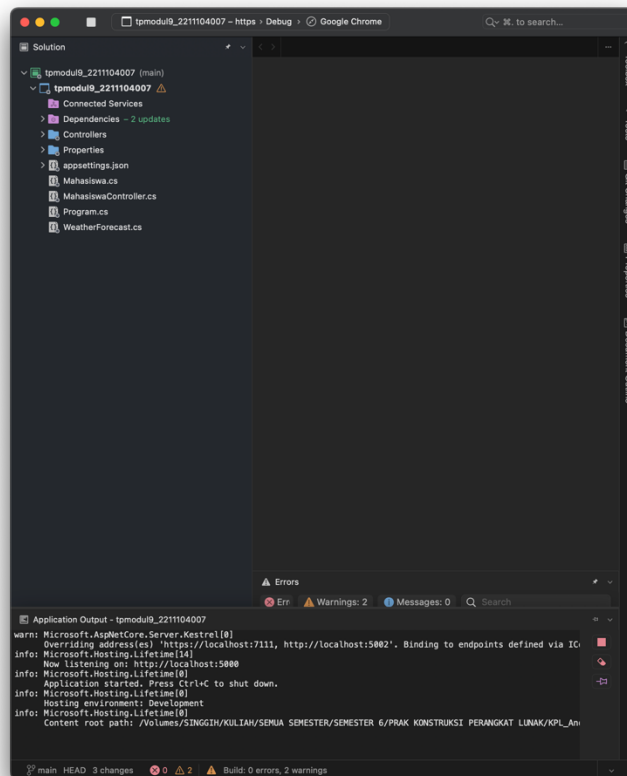 tpmodul9_2211104007 – https › Debug › Google Chrome
⌘. to search...
Solution
tpmodul9_2211104007 (main)
tpmodul9_2211104007
Connected Services
Dependencies – 2 updates
Controllers
Properties
appsettings.json
Mahasiswa.cs
MahasiswaController.cs
Program.cs
WeatherForecast.cs
Errors
Err Warnings: 2 Messages: 0 Search
Application Output - tpmodul9_2211104007
warn: Microsoft.AspNetCore.Server.Kestrel[0]
Overriding address(es) 'https://localhost:7111, http://localhost:5002'. Binding to endpoints defined via
info: Microsoft.Hosting.Lifetime[14]
Now listening on: http://localhost:5000
info: Microsoft.Hosting.Lifetime[0]
Application started. Press Ctrl+C to shut down.
info: Microsoft.Hosting.Lifetime[0]
Hosting environment: Development
info: Microsoft.Hosting.Lifetime[0]
Content root path: /Volumes/SINGGIH/KULIAH/SEMUA SEMESTER/SEMESTER 6/PRAK KONSTRUKSI PERANGKAT LUNAK/
main HEAD 3 changes 0 2 Build: 0 errors, 2 warnings